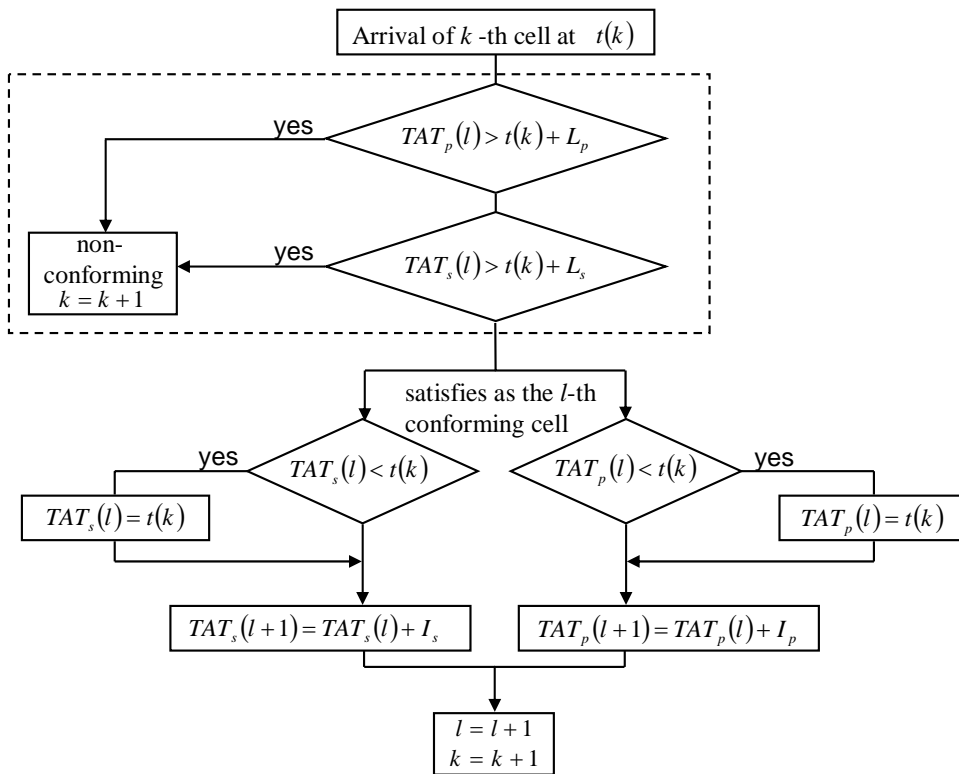 Arrival of k -th cell at t(k)
yes
TAT_p(l) > t(k) + L_p
non-
conforming
k = k + 1
yes
TAT_s(l) > t(k) + L_s
satisfies as the l-th
conforming cell
yes
TAT_s(l) < t(k)
TAT_p(l) < t(k)
yes
TAT_s(l) = t(k)
TAT_p(l) = t(k)
TAT_s(l + 1) = TAT_s(l) + I_s
TAT_p(l + 1) = TAT_p(l) + I_p
l = l + 1
k = k + 1